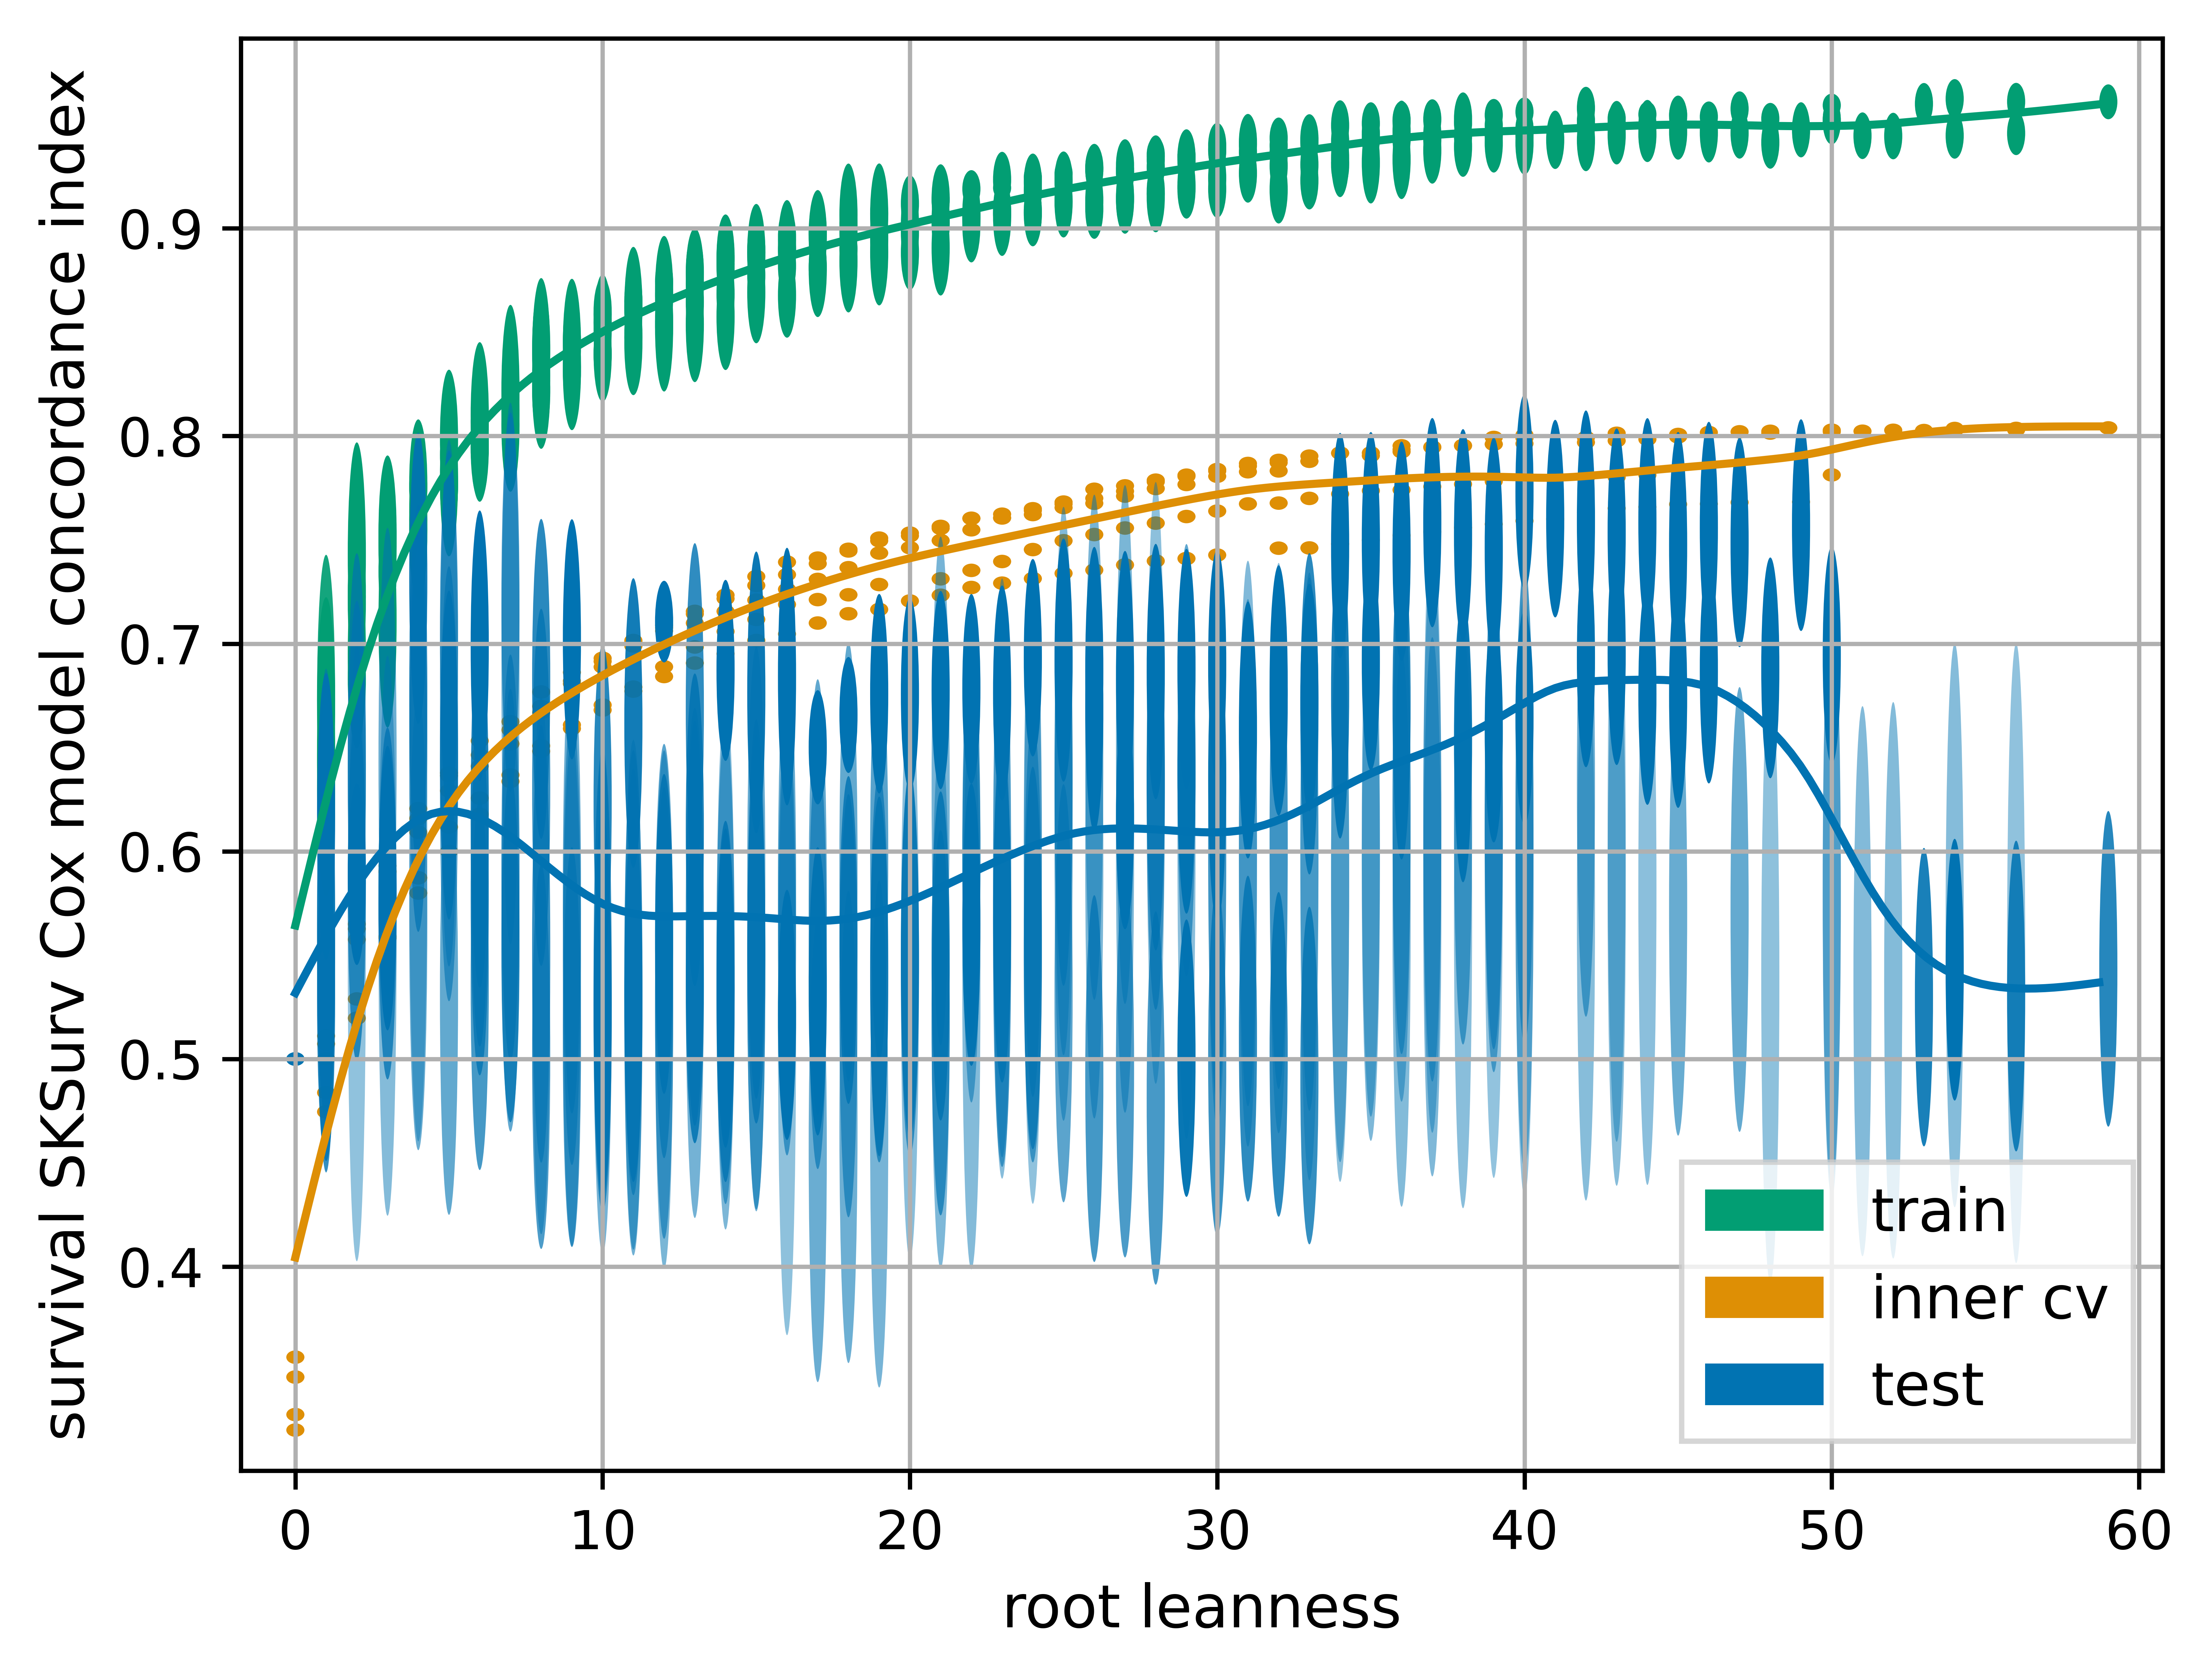 survival SKSurv Cox model concordance index
0.9
0.8
0.7
0.6
0.5
0.4
train
inner cv
test
0 10 20 30 40 50 60
root leanness